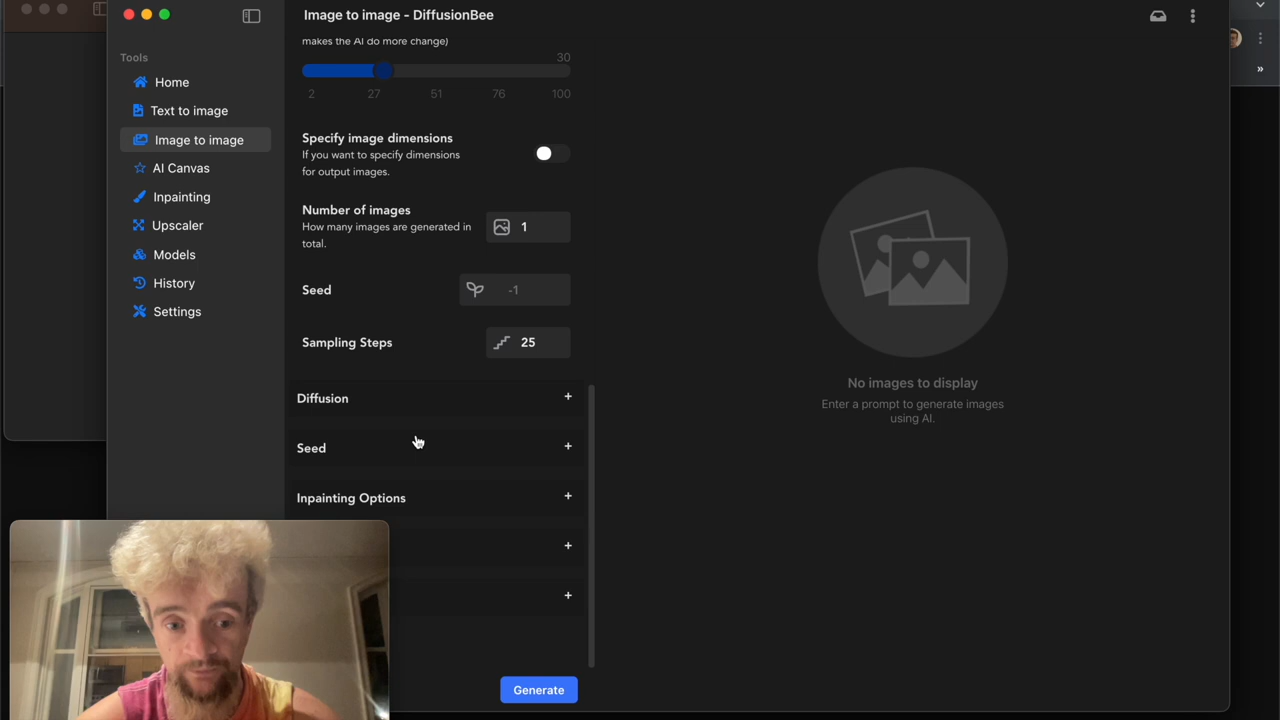 Image to image - DiffusionBee
Tools
Home
Text to image
Image to image
AI Canvas
Inpainting
Upscaler
Models
History
Settings
makes the AI do more change)
30
2 27 51 76 100
Specify image dimensions
If you want to specify dimensions
for output images.
Number of images
How many images are generated in
total.
1
Seed
-1
Sampling Steps
25
Diffusion +
Seed +
Inpainting Options +
+
+
Generate
No images to display
Enter a prompt to generate images
using AI.
»